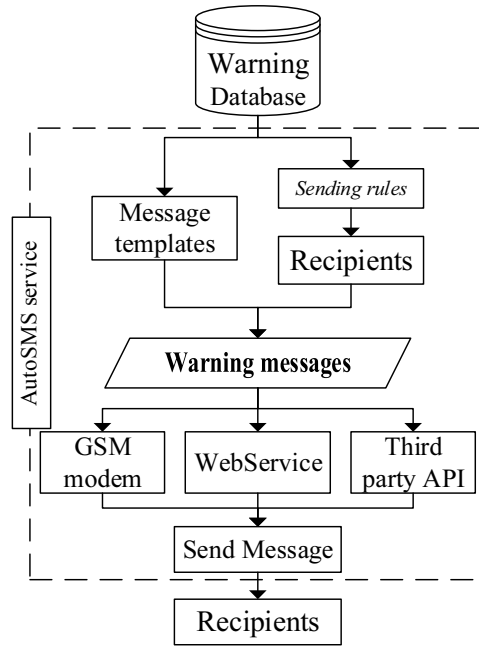 Warning
Database
Sending rules
Message
templates
Recipients
AutoSMS service
Warning messages
GSM
modem
WebService
Third
party API
Send Message
Recipients